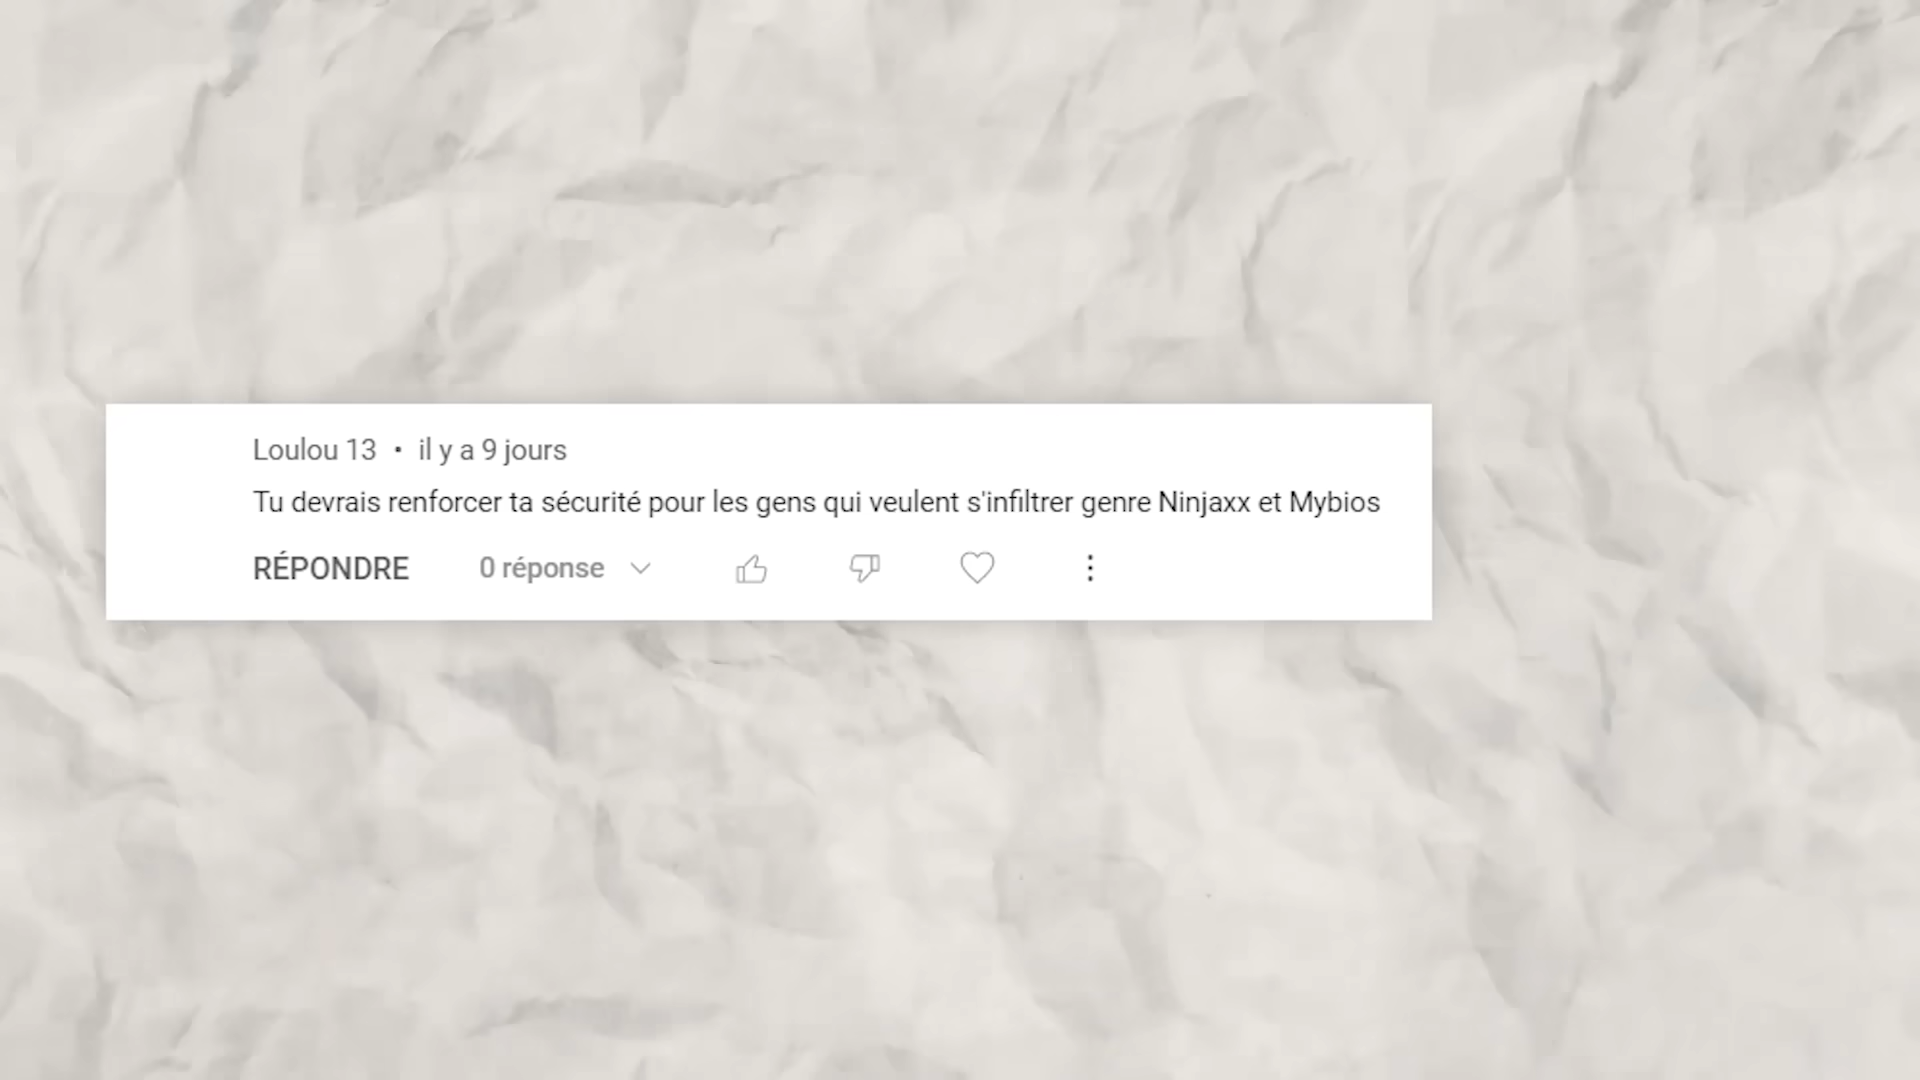 Loulou 13 • il y a 9 jours
Tu devrais renforcer ta sécurité pour les gens qui veulent s'infiltrer genre Ninjaxx et Mybios
RÉPONDRE 0 réponse